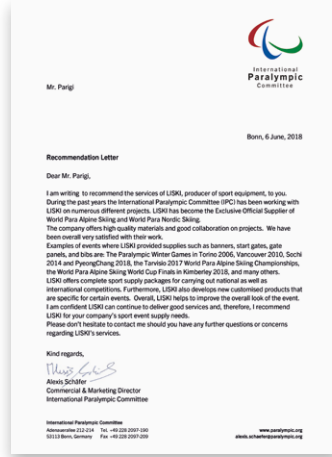 International
Paralympic
Committee
Mr. Parigi
Bonn, 6 June, 2018
Recommendation Letter
Dear Mr. Parigi,
I am writing to recommend the services of LISKI, producer of sport equipment, to you.
During the past years the International Paralympic Committee (IPC) has been working with
LISKI on numerous different projects. LISKI has become the Exclusive Official Supplier of
World Para Alpine Skiing and World Para Nordic Skiing.
The company offers high quality materials and good collaboration on projects. We have
been overall very satisfied with their work.
Examples of events where LISKI provided supplies such as banners, start gates, gate
panels, and bibs are: The Paralympic Winter Games in Torino 2006, Vancouver 2010, Sochi
2014 and PyeongChang 2018, the Tarvisio 2017 World Para Alpine Skiing Championships,
the World Para Alpine Skiing World Cup Finals in Kimberley 2018, and many others.
LISKI offers complete sport supply packages for carrying out national as well as
international competitions. Furthermore, LISKI also develops new customised products that
are specific for certain events. Overall, LISKI helps to improve the overall look of the event.
I am confident LISKI can continue to deliver good services and, therefore, I recommend
LISKI for your company's sport event supply needs.
Please don't hesitate to contact me should you have any further questions or concerns
regarding LISKI's services.
Kind regards,
Alexis Schäfer
Commercial & Marketing Director
International Paralympic Committee
International Paralympic Committee
Adenauerallee 212-214 Tel. +49 228 2097-190 www.paralympic.org
53113 Bonn, Germany Fax +49 228 2097-209 alexis.schaefer@paralympic.org